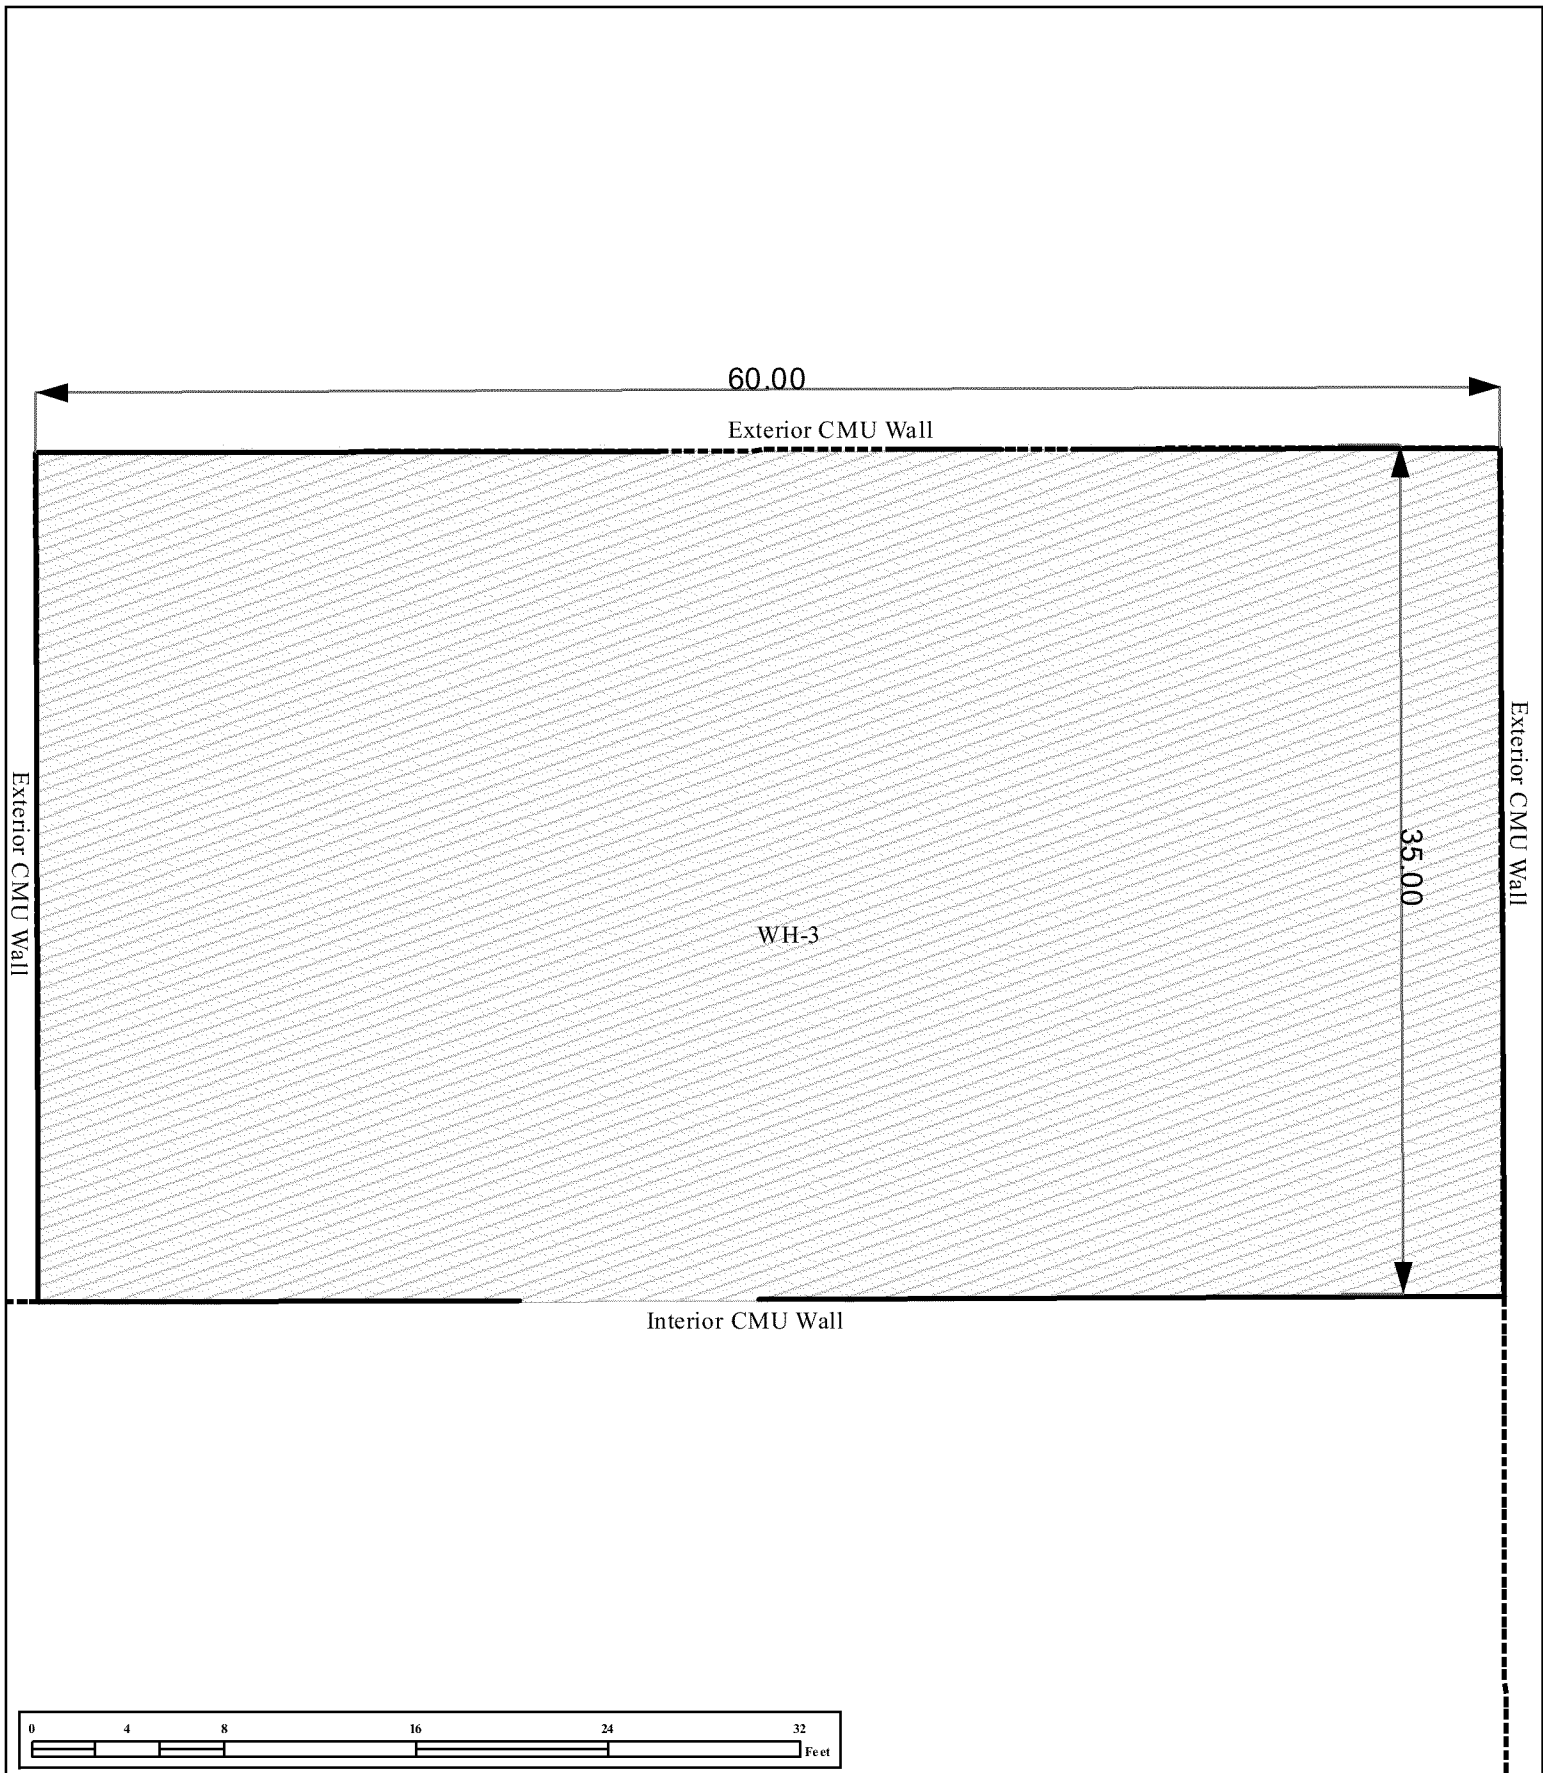 60.00
Exterior CMU Wall
Exterior CMU Wall
Exterior CMU Wall
35.00
WH-3
Interior CMU Wall
0 4 8 16 24 32
Feet